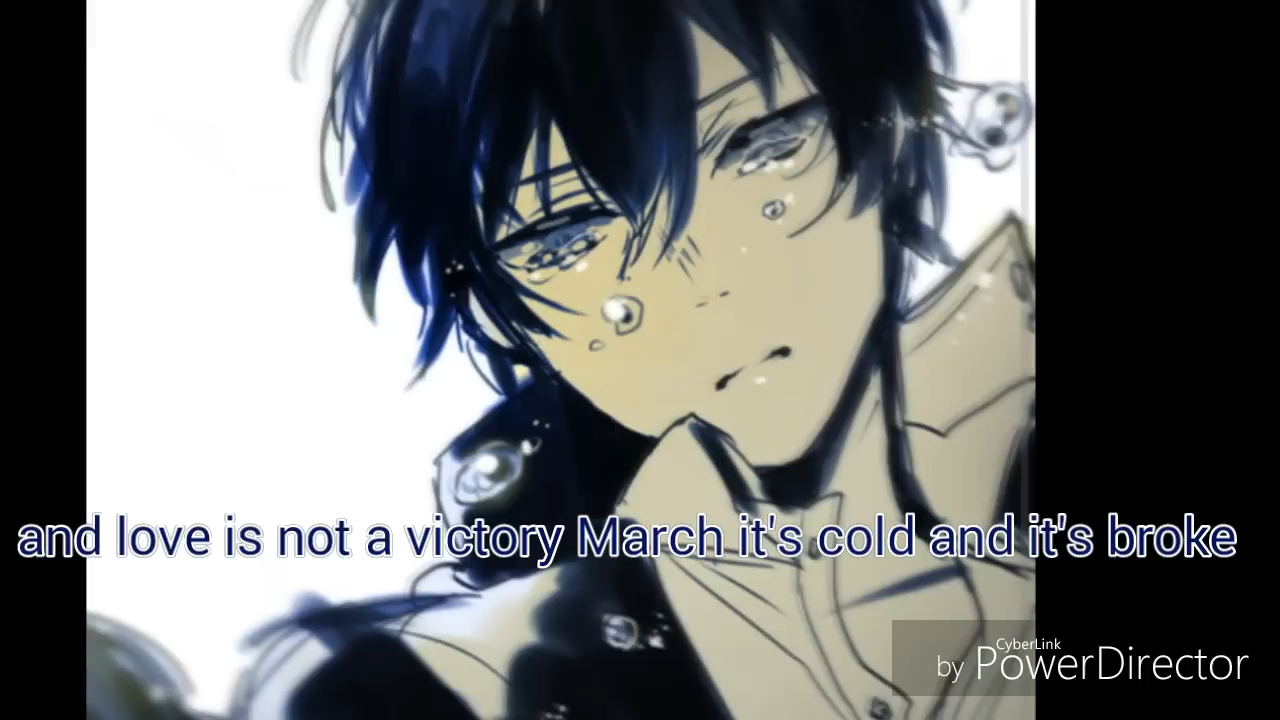 and love is not a victory March it's cold and it's broke
CyberLink
by PowerDirector